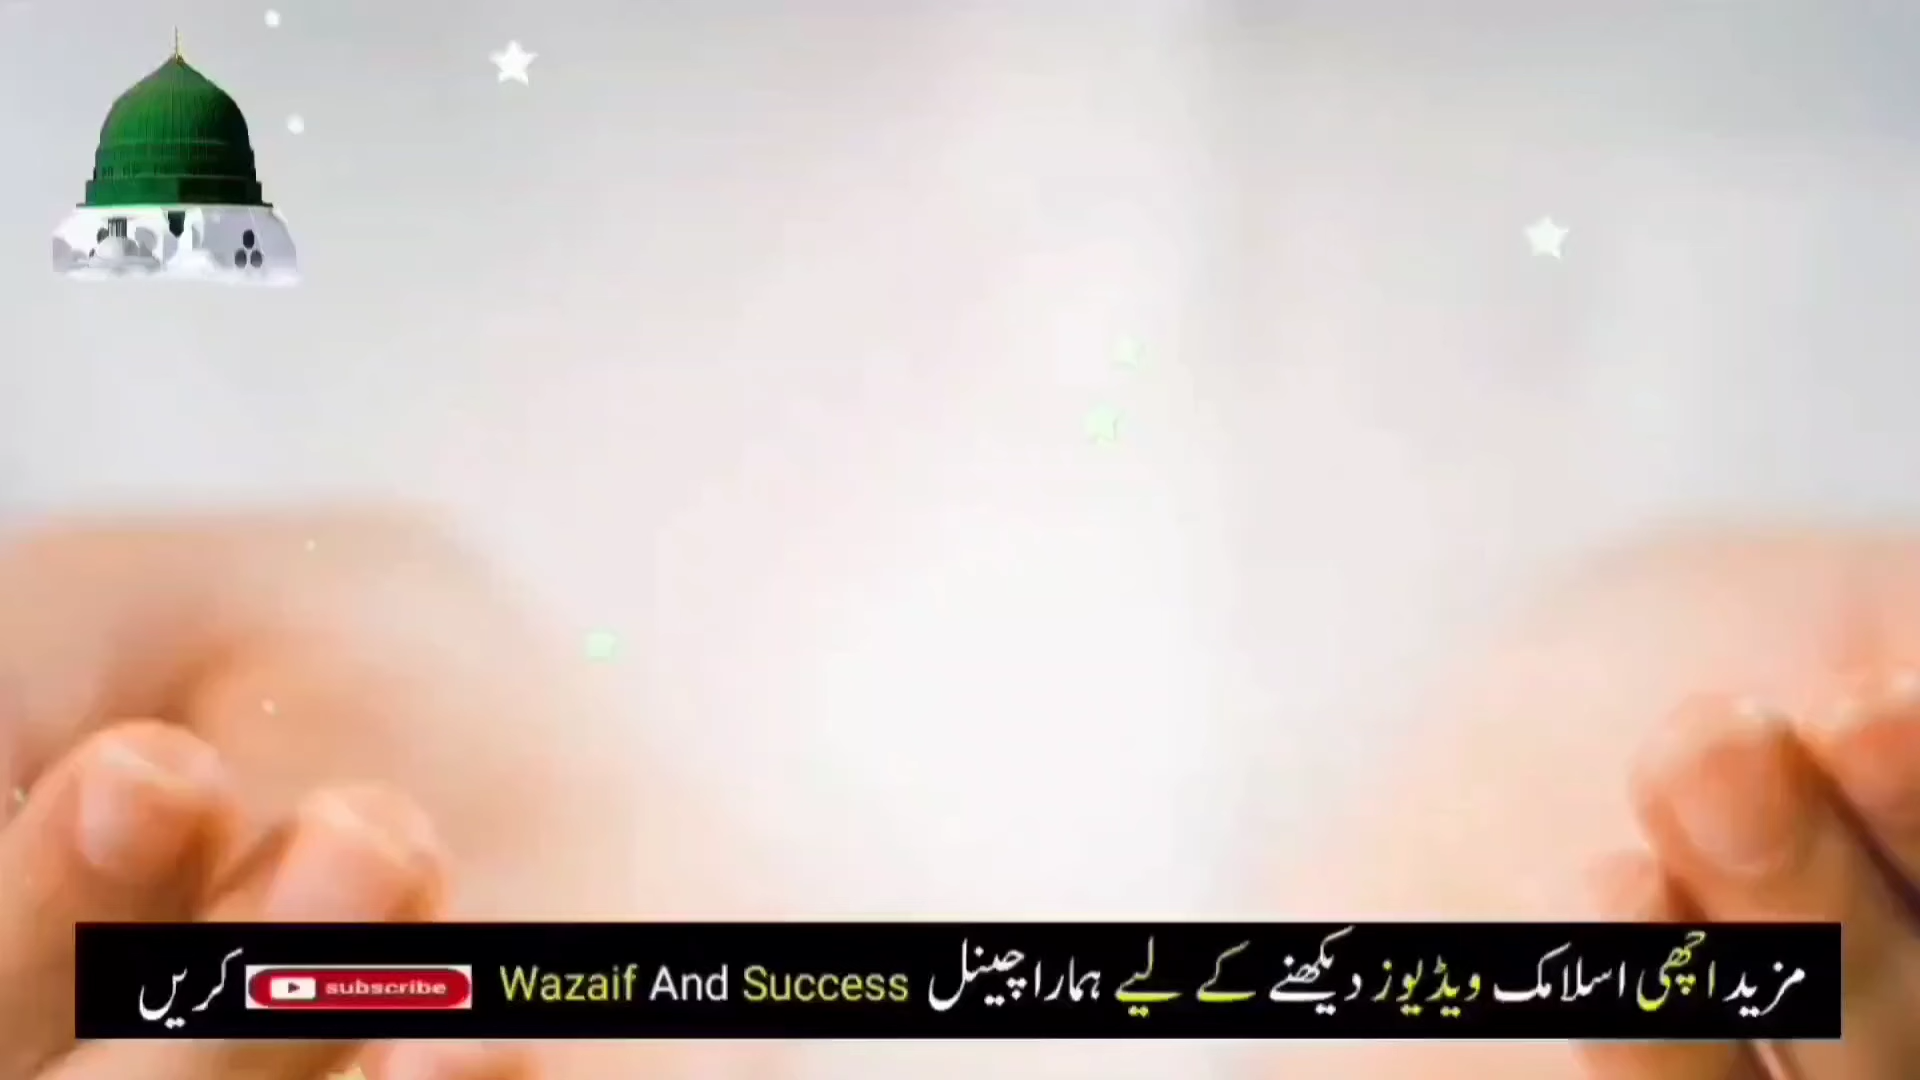 مزید اچھی اسلامک ویڈیوز دیکھنے کے لیے ہمارا چینل Wazaif And Success subscribe کریں